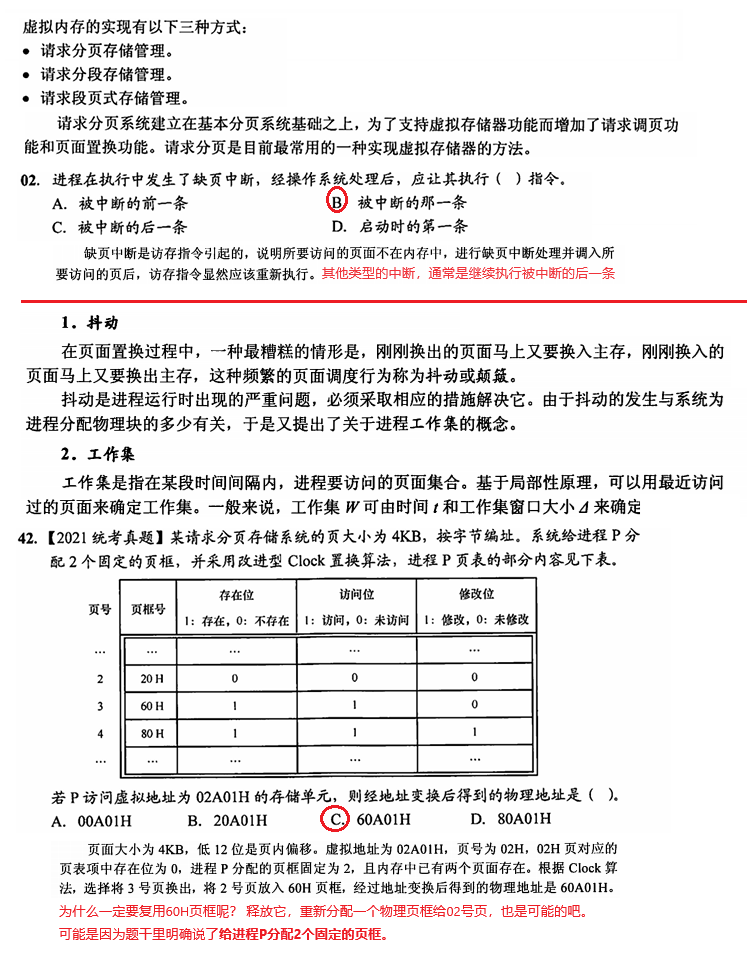 虚拟内存的实现有以下三种方式：
● 请求分页存储管理。
● 请求分段存储管理。
● 请求段页式存储管理。
请求分页系统建立在基本分页系统基础之上，为了支持虚拟存储器功能而增加了请求调页功
能和页面置换功能。请求分页是目前最常用的一种实现虚拟存储器的方法。
02. 进程在执行中发生了缺页中断，经操作系统处理后，应让其执行（ ）指令。
A. 被中断的前一条 B. 被中断的那一条
C. 被中断的后一条 D. 启动时的第一条
缺页中断是访存指令引起的，说明所要访问的页面不在内存中，进行缺页中断处理并调入所
要访问的页后，访存指令显然应该重新执行。其他类型的中断，通常是继续执行被中断的后一条
1. 抖动
在页面置换过程中，一种最糟糕的情形是，刚刚换出的页面马上又要换入主存，刚刚换入的
页面马上又要换出主存，这种频繁的页面调度行为称为抖动或颠簸。
抖动是进程运行时出现的严重问题，必须采取相应的措施解决它。由于抖动的发生与系统为
进程分配物理块的多少有关，于是又提出了关于进程工作集的概念。
2. 工作集
工作集是指在某段时间间隔内，进程要访问的页面集合。基于局部性原理，可以用最近访问
过的页面来确定工作集。一般来说，工作集 W 可由时间 t 和工作集窗口大小 Δ 来确定
42.【2021 统考真题】某请求分页存储系统的页大小为 4KB，按字节编址。系统给进程 P 分
配 2 个固定的页框，并采用改进型 Clock 置换算法，进程 P 页表的部分内容见下表。
页号 页框号 存在位 访问位 修改位
1：存在，0：不存在 1：访问，0：未访问 1：修改，0：未修改
… … … … …
2 20 H 0 0 0
3 60 H 1 1 0
4 80 H 1 1 1
… … … … …
若 P 访问虚拟地址为 02A01H 的存储单元，则经地址变换后得到的物理地址是（ ）。
A. 00A01H B. 20A01H C. 60A01H D. 80A01H
页面大小为 4KB，低 12 位是页内偏移。虚拟地址为 02A01H，页号为 02H，02H 页对应的
页表项中存在位为 0，进程 P 分配的页框固定为 2，且内存中已有两个页面存在。根据 Clock 算
法，选择将 3 号页换出，将 2 号页放入 60H 页框，经过地址变换后得到的物理地址是 60A01H。
为什么一定要复用60H页框呢？ 释放它，重新分配一个物理页框给02号页，也是可能的吧。
可能是因为题干里明确说了给进程P分配2个固定的页框。